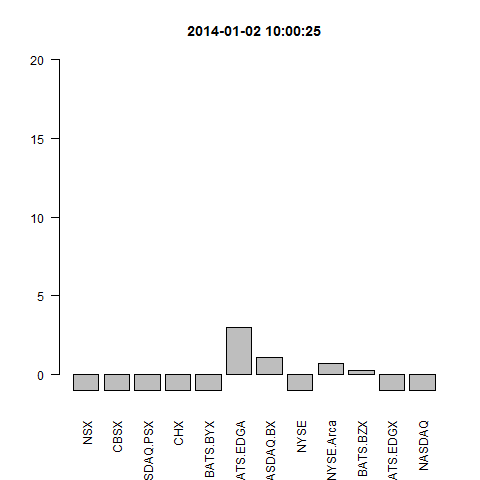 2014-01-02 10:00:25
20
15
10
5
0
NSX
CBSX
SDAQ.PSX
CHX
BATS.BYX
ATS.EDGA
ASDAQ.BX
NYSE
NYSE.Arca
BATS.BZX
ATS.EDGX
NASDAQ